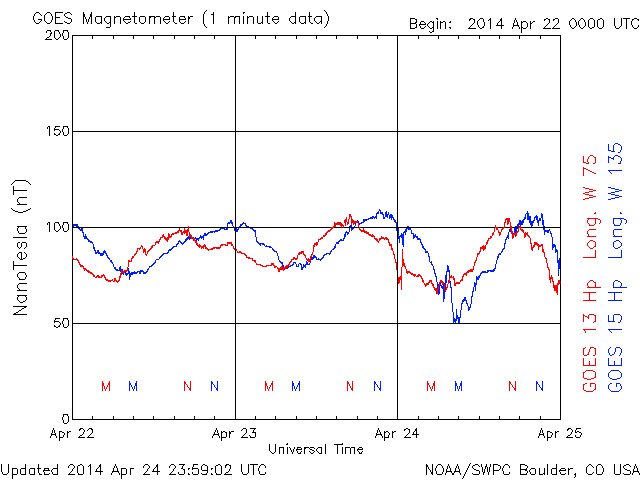 GOES Magnetometer (1 minute data)
Begin: 2014 Apr 22 0000 UTC
200
150
100
50
0
NanoTesla (nT)
M M N N M M N N M M N N
Apr 22 Apr 23 Apr 24 Apr 25
Universal Time
GOES 13 Hp Long. W 75
GOES 15 Hp Long. W 135
Updated 2014 Apr 24 23:59:02 UTC
NOAA/SWPC Boulder, CO USA